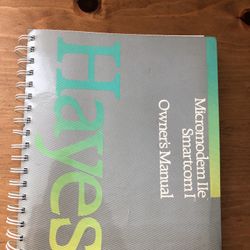 Hayes
Micromodem IIe
Smartcom I
Owner's Manual